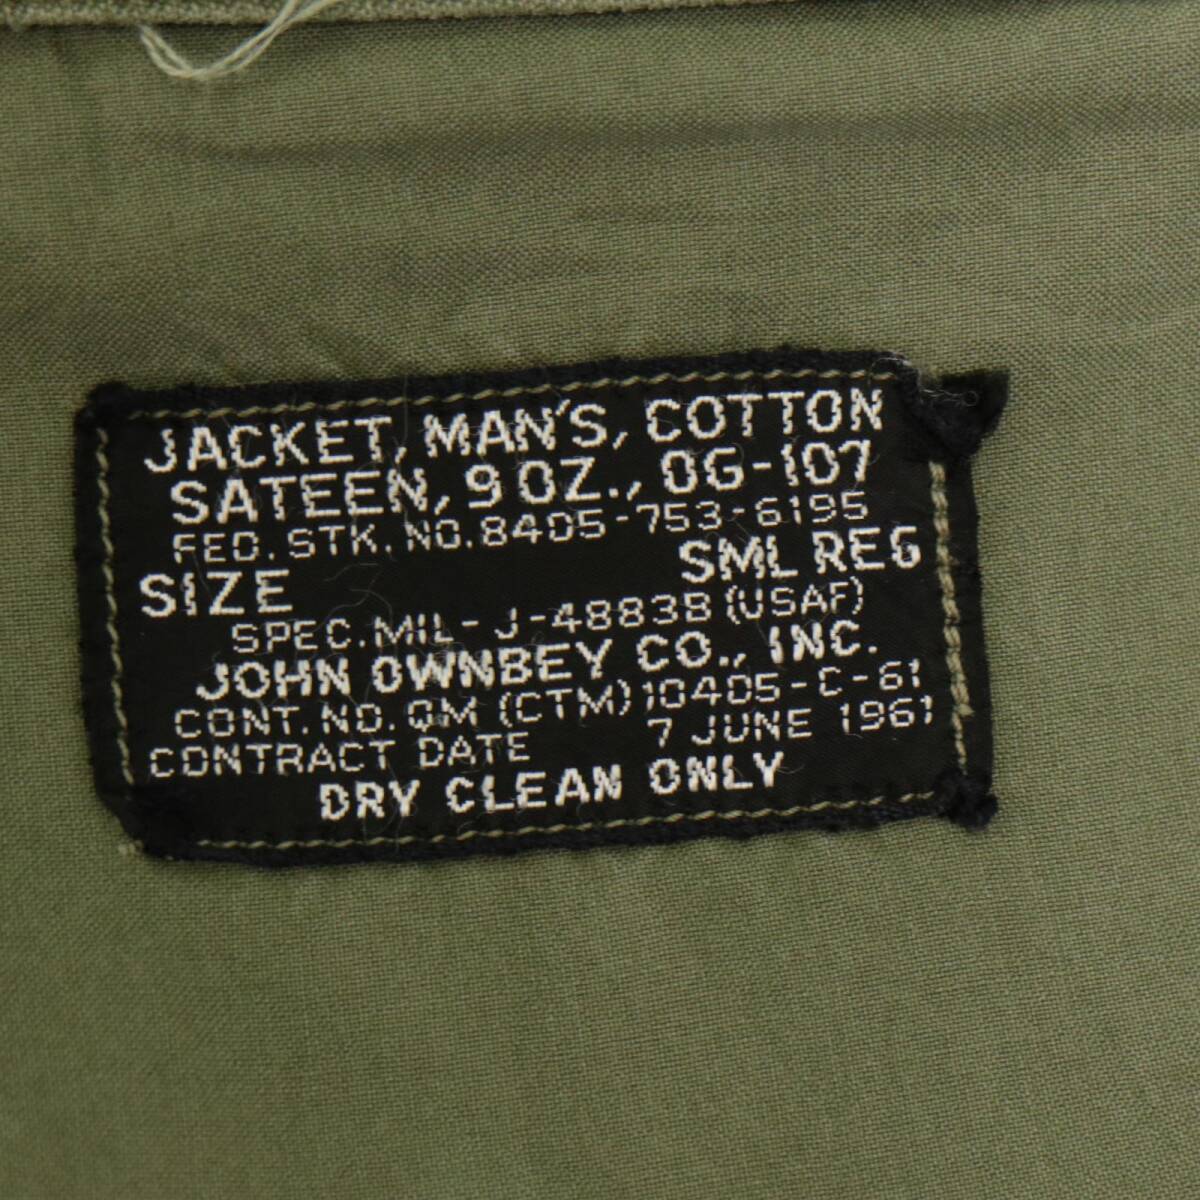 JACKET, MAN'S, COTTON
SATEEN, 9 OZ., OG-107
FED. STK. NO. 8405-753-6195
SIZE SML REG
SPEC. MIL-J-4883B (USAF)
JOHN OWNBEY CO., INC.
CONT. NO. QM (CTM) 10405-C-61
CONTRACT DATE 7 JUNE 1961
DRY CLEAN ONLY